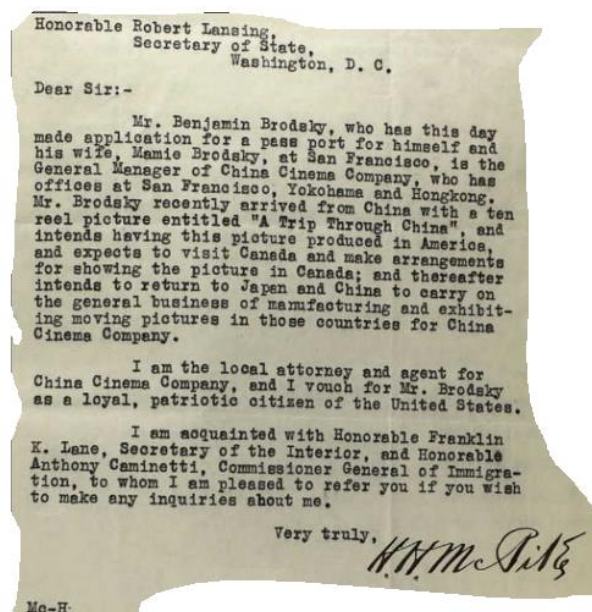 Honorable Robert Lansing,
Secretary of State,
Washington, D. C.
Dear Sir:-
Mr. Benjamin Brodsky, who has this day
made application for a pass port for himself and
his wife, Mamie Brodsky, at San Francisco, is the
General Manager of China Cinema Company, who has
offices at San Francisco, Yokohama and Hongkong.
Mr. Brodsky recently arrived from China with a ten
reel picture entitled "A Trip Through China", and
intends having this picture produced in America,
and expects to visit Canada and make arrangements
for showing the picture in Canada; and thereafter
intends to return to Japan and China to carry on
the general business of manufacturing and exhibit-
ing moving pictures in those countries for China
Cinema Company.
I am the local attorney and agent for
China Cinema Company, and I vouch for Mr. Brodsky
as a loyal, patriotic citizen of the United States.
I am acquainted with Honorable Franklin
K. Lane, Secretary of the Interior, and Honorable
Anthony Caminetti, Commissioner General of Immigra-
tion, to whom I am pleased to refer you if you wish
to make any inquiries about me.
Very truly,
H. H. McPike
Mc-H